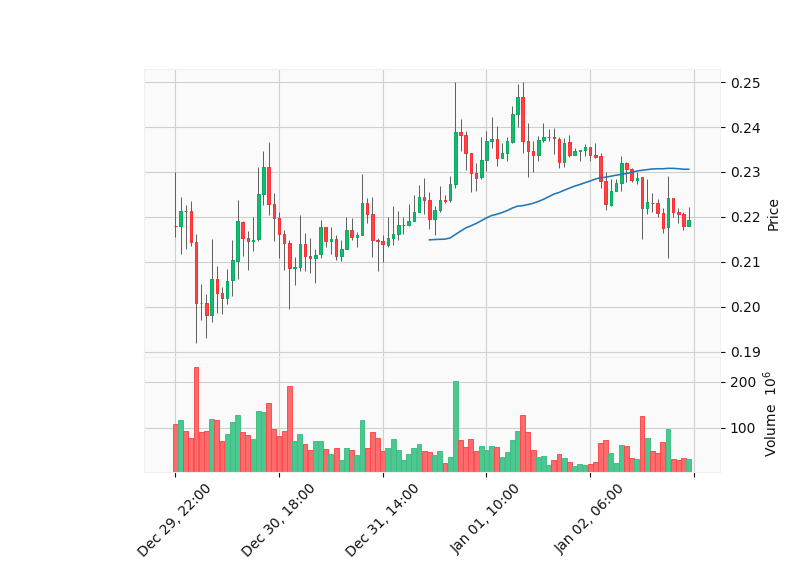 0.25
0.24
0.23
0.22
0.21
0.20
0.19
Price
200
100
Volume 10^6
Dec 29, 22:00
Dec 30, 18:00
Dec 31, 14:00
Jan 01, 10:00
Jan 02, 06:00